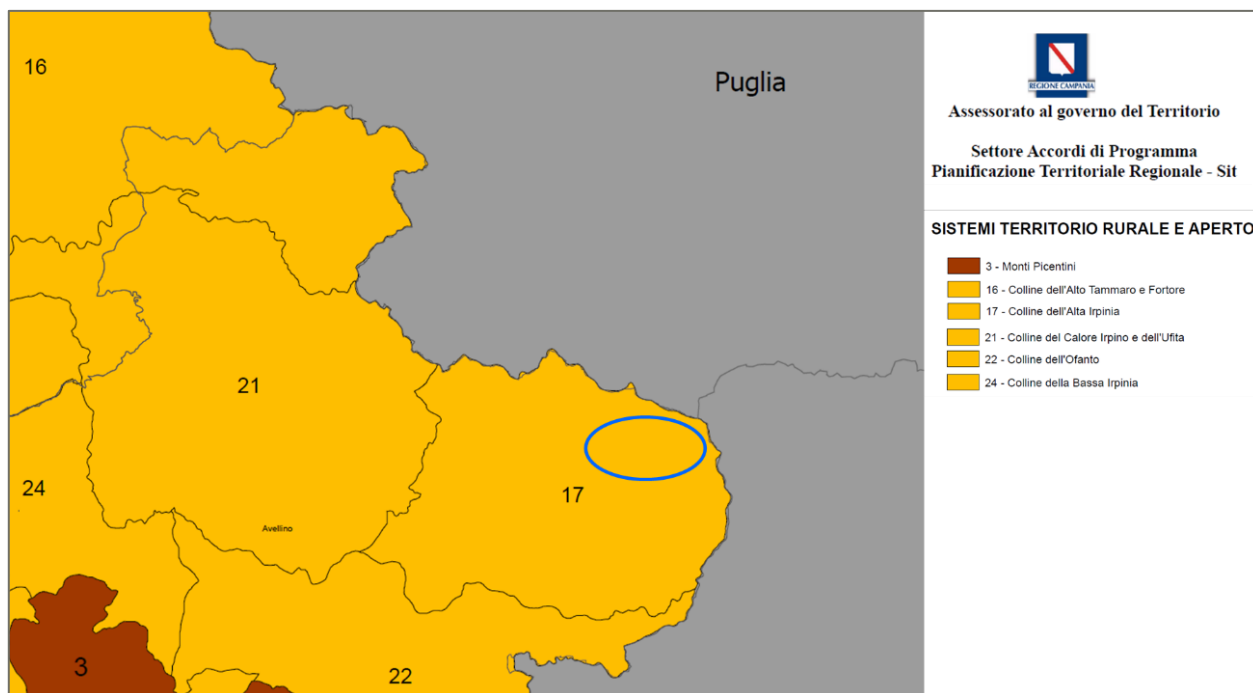 16
Puglia
21
17
24
Avellino
3
22
REGIONE CAMPANIA
Assessorato al governo del Territorio
Settore Accordi di Programma
Pianificazione Territoriale Regionale - Sit
SISTEMI TERRITORIO RURALE E APERTO
3 - Monti Picentini
16 - Colline dell'Alto Tammaro e Fortore
17 - Colline dell'Alta Irpinia
21 - Colline del Calore Irpino e dell'Ufita
22 - Colline dell'Ofanto
24 - Colline della Bassa Irpinia